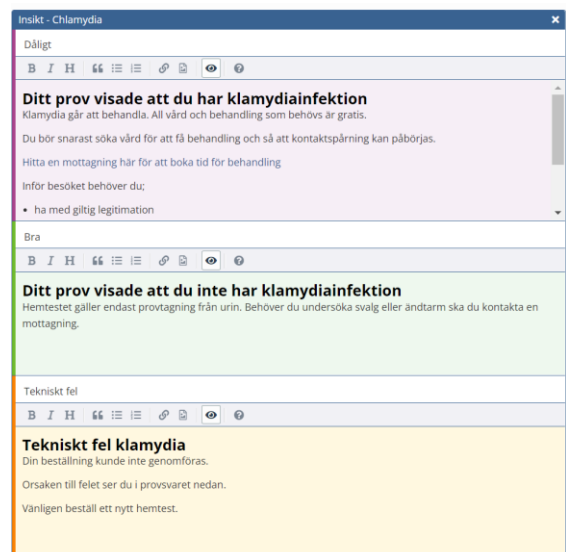 Insikt - Chlamydia
Dåligt
B I H
Ditt prov visade att du har klamydiainfektion
Klamydia går att behandla. All vård och behandling som behövs är gratis.
Du bör snarast söka vård för att få behandling och så att kontaktspårning kan påbörjas.
Hitta en mottagning här för att boka tid för behandling
Inför besöket behöver du;
• ha med giltig legitimation
Bra
B I H
Ditt prov visade att du inte har klamydiainfektion
Hemtestet gäller endast provtagning från urin. Behöver du undersöka svalg eller ändtarm ska du kontakta en
mottagning.
Tekniskt fel
B I H
Tekniskt fel klamydia
Din beställning kunde inte genomföras.
Orsaken till felet ser du i provsvaret nedan.
Vänligen beställ ett nytt hemtest.